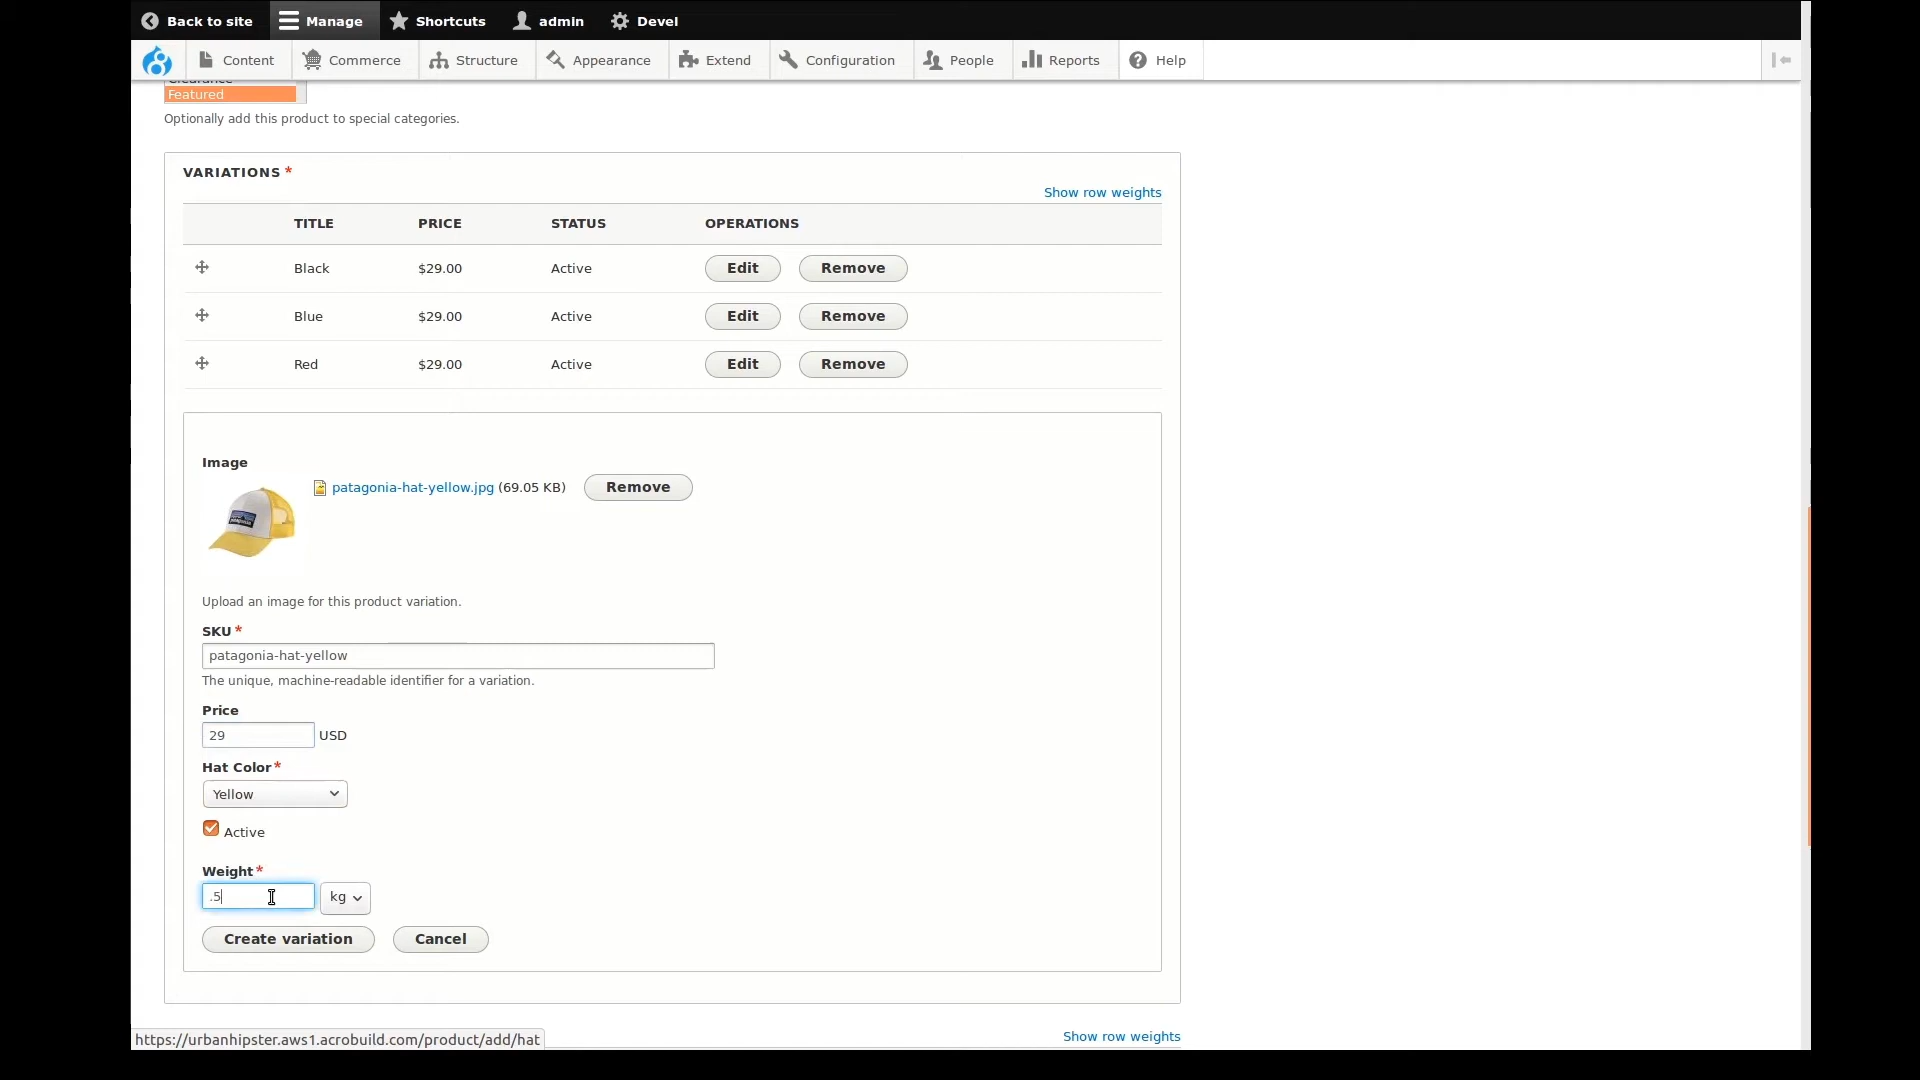 Back to site Manage Shortcuts admin Devel
Content Commerce Structure Appearance Extend Configuration People Reports Help
Clearance
Featured
Optionally add this product to special categories.
VARIATIONS *
Show row weights
TITLE PRICE STATUS OPERATIONS
Black $29.00 Active Edit Remove
Blue $29.00 Active Edit Remove
Red $29.00 Active Edit Remove
Image
patagonia-hat-yellow.jpg (69.05 KB) Remove
Upload an image for this product variation.
SKU *
patagonia-hat-yellow
The unique, machine-readable identifier for a variation.
Price
29 USD
Hat Color *
Yellow
Active
Weight *
.5 kg
Create variation Cancel
https://urbanhipster.aws1.acrobuild.com/product/add/hat
Show row weights